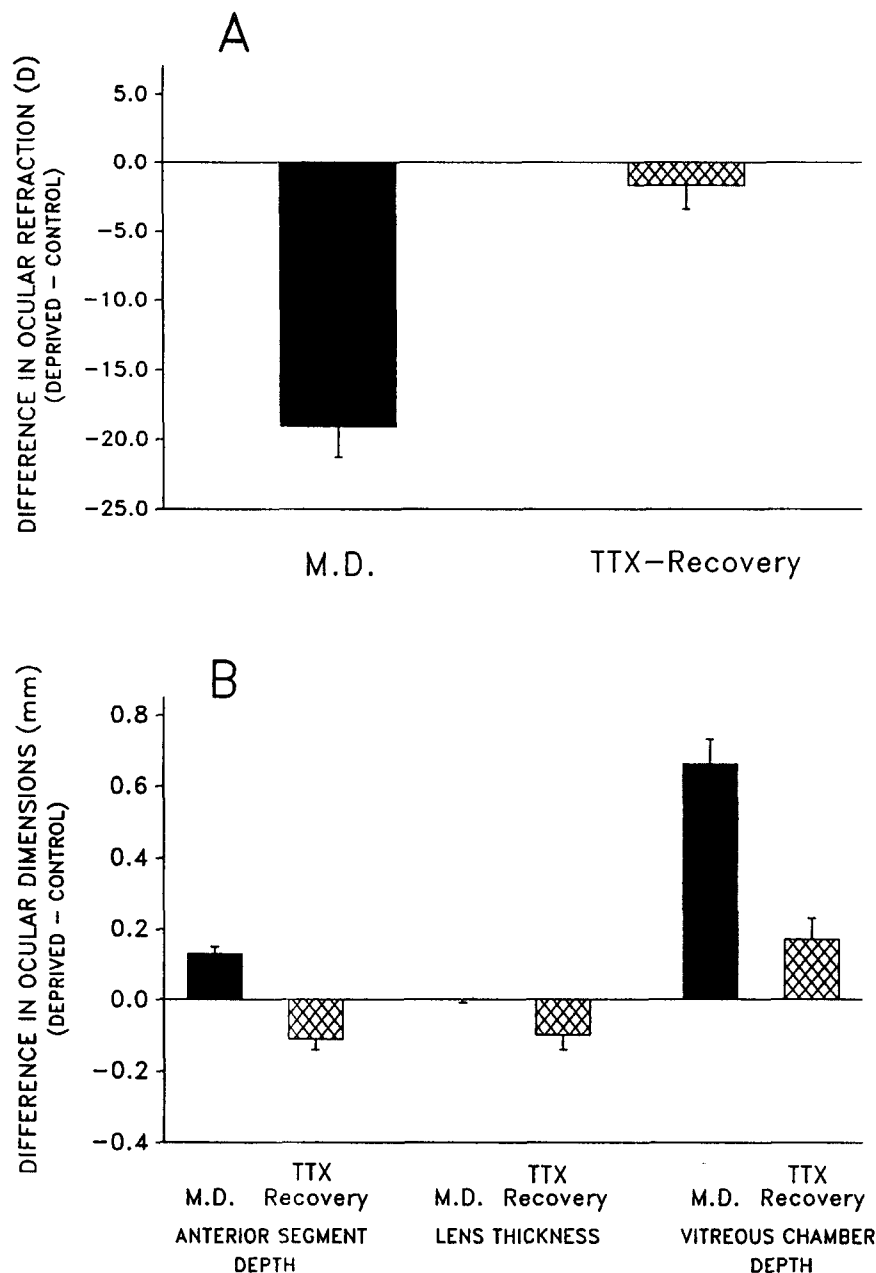 A
DIFFERENCE IN OCULAR REFRACTION (D)
(DEPRIVED – CONTROL)
5.0
0.0
−5.0
−10.0
−15.0
−20.0
−25.0
M.D.
TTX−Recovery
B
DIFFERENCE IN OCULAR DIMENSIONS (mm)
(DEPRIVED – CONTROL)
0.8
0.6
0.4
0.2
0.0
−0.2
−0.4
M.D.
TTX
Recovery
ANTERIOR SEGMENT
DEPTH
M.D.
TTX
Recovery
LENS THICKNESS
M.D.
TTX
Recovery
VITREOUS CHAMBER
DEPTH